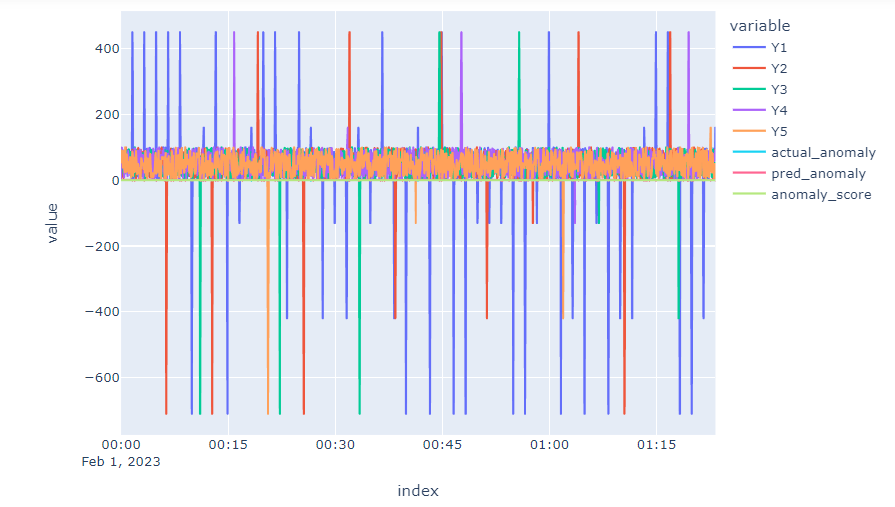 variable
Y1
Y2
Y3
Y4
Y5
actual_anomaly
pred_anomaly
anomaly_score
value
400
200
0
−200
−400
−600
00:00
Feb 1, 2023
00:15
00:30
00:45
01:00
01:15
index